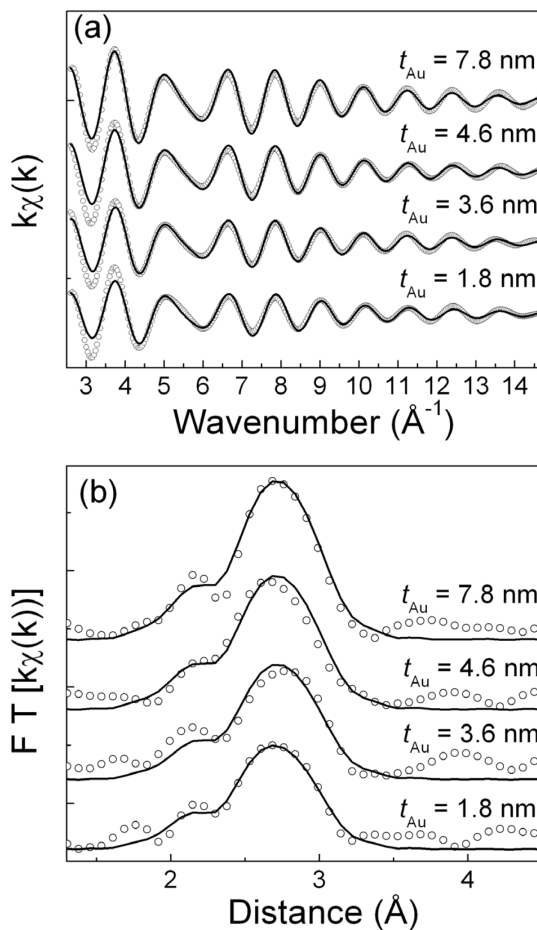 (a)
t_Au = 7.8 nm
t_Au = 4.6 nm
t_Au = 3.6 nm
t_Au = 1.8 nm
kχ(k)
3 4 5 6 7 8 9 10 11 12 13 14
Wavenumber (Å⁻¹)
(b)
t_Au = 7.8 nm
t_Au = 4.6 nm
t_Au = 3.6 nm
t_Au = 1.8 nm
F T [kχ(k))]
2 3 4
Distance (Å)